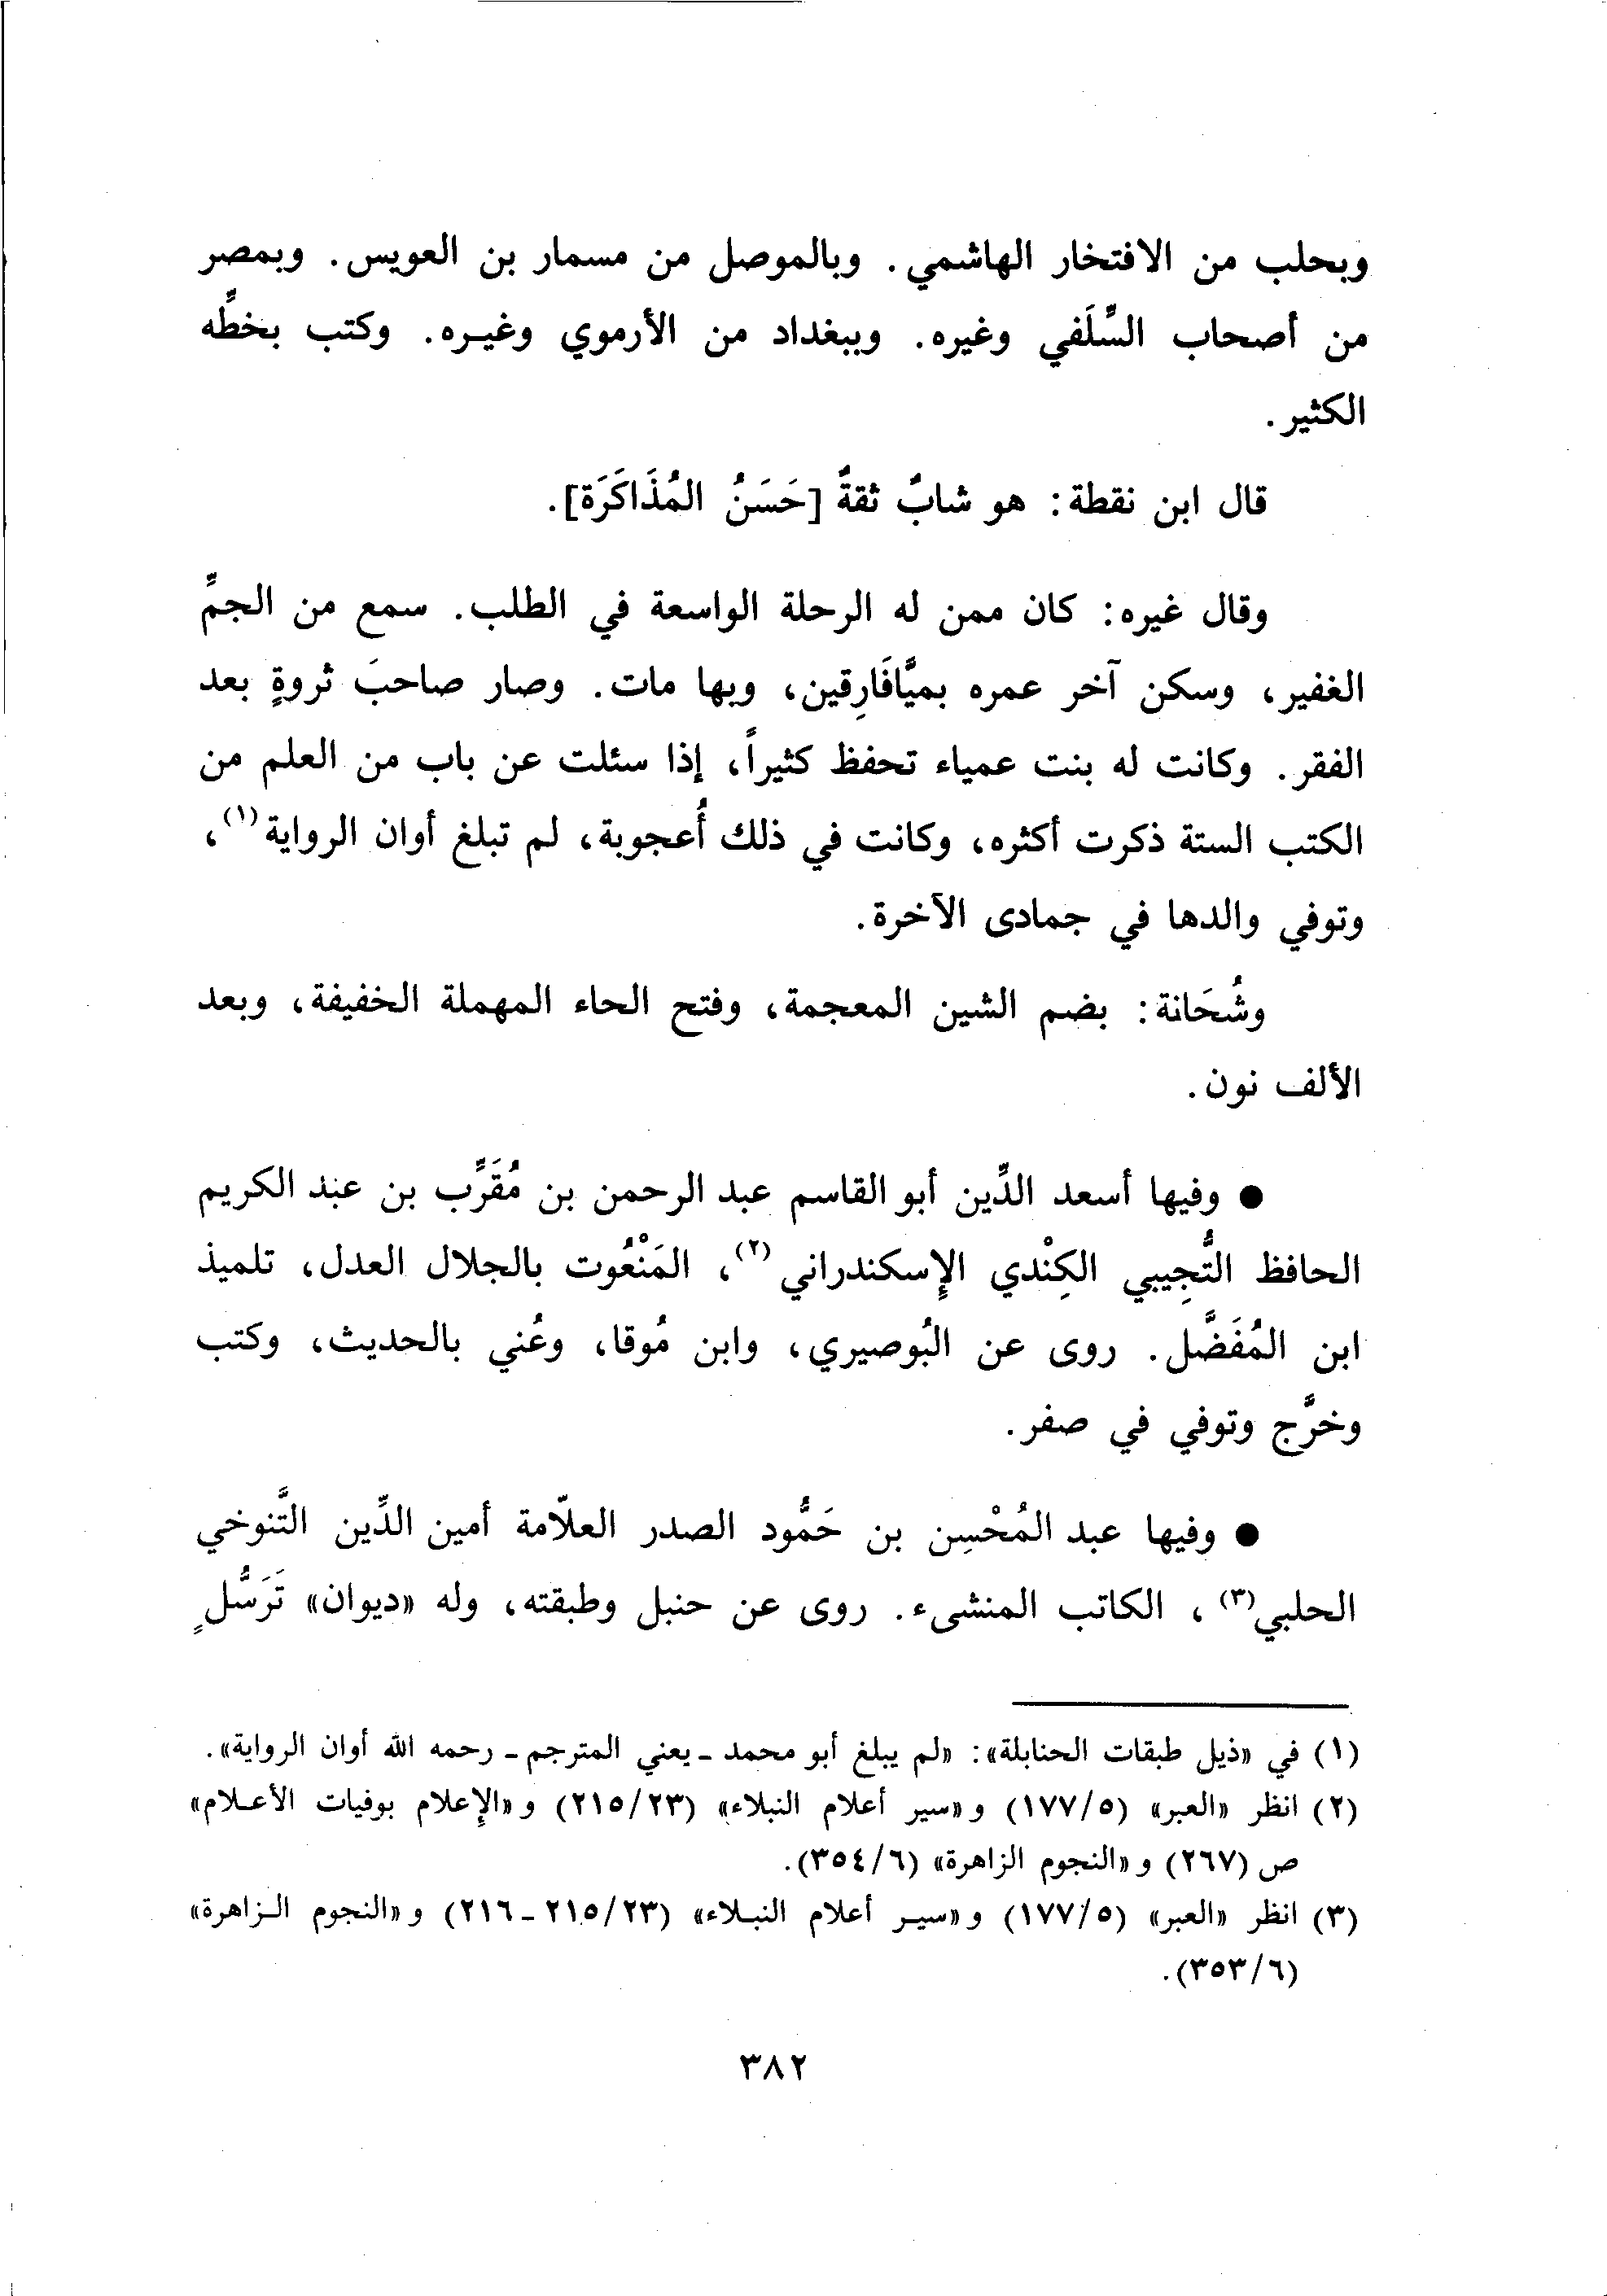 وبحلب من الافتخار الهاشمي. وبالموصل من مسمار بن العويس. وبمصر
من أصحاب السِّلَفي وغيره. وببغداد من الأرموي وغيره. وكتب بخطِّه
الكثير.
قال ابن نقطة: هو شابٌ ثقةٌ [حَسَنُ المُذَاكَرَة].
وقال غيره: كان ممن له الرحلة الواسعة في الطلب. سمع من الجمِّ
الغفير، وسكن آخر عمره بميَّافَارِقين، وبها مات. وصار صاحبَ ثروةٍ بعد
الفقر. وكانت له بنت عمياء تحفظ كثيراً، إذا سئلت عن باب من العلم من
الكتب الستة ذكرت أكثره، وكانت في ذلك أُعجوبة، لم تبلغ أوان الرواية(١)،
وتوفي والدها في جمادى الآخرة.
وشُحَانة: بضم الشين المعجمة، وفتح الحاء المهملة الخفيفة، وبعد
الألف نون.
● وفيها أسعد الدِّين أبو القاسم عبد الرحمن بن مُقَرِّب بن عبد الكريم
الحافظ التُّجِيبي الكِنْدي الإسكندراني(٢)، المَنْعُوت بالجلال العدل، تلميذ
ابن المُفَضَّل. روى عن البُوصيري، وابن مُوقا، وعُني بالحديث، وكتب
وخرَّج وتوفي في صفر.
● وفيها عبد المُحْسِن بن حَمُّود الصدر العلاّمة أمين الدِّين التَّنوخي
الحلبي(٣)، الكاتب المنشىء. روى عن حنبل وطبقته، وله «ديوان» تَرَسُّلٍ
(١) في «ذيل طبقات الحنابلة»: «لم يبلغ أبو محمد ـ يعني المترجم ـ رحمه الله أوان الرواية».
(٢) انظر «العبر» (١٧٧/٥) و«سير أعلام النبلاء» (٢١٥/٢٣) و«الإعلام بوفيات الأعلام»
ص (٢٦٧) و«النجوم الزاهرة» (٣٥٤/٦).
(٣) انظر «العبر» (١٧٧/٥) و«سير أعلام النبلاء» (٢١٥/٢٣ ـ ٢١٦) و«النجوم الزاهرة»
(٣٥٣/٦).
٣٨٢